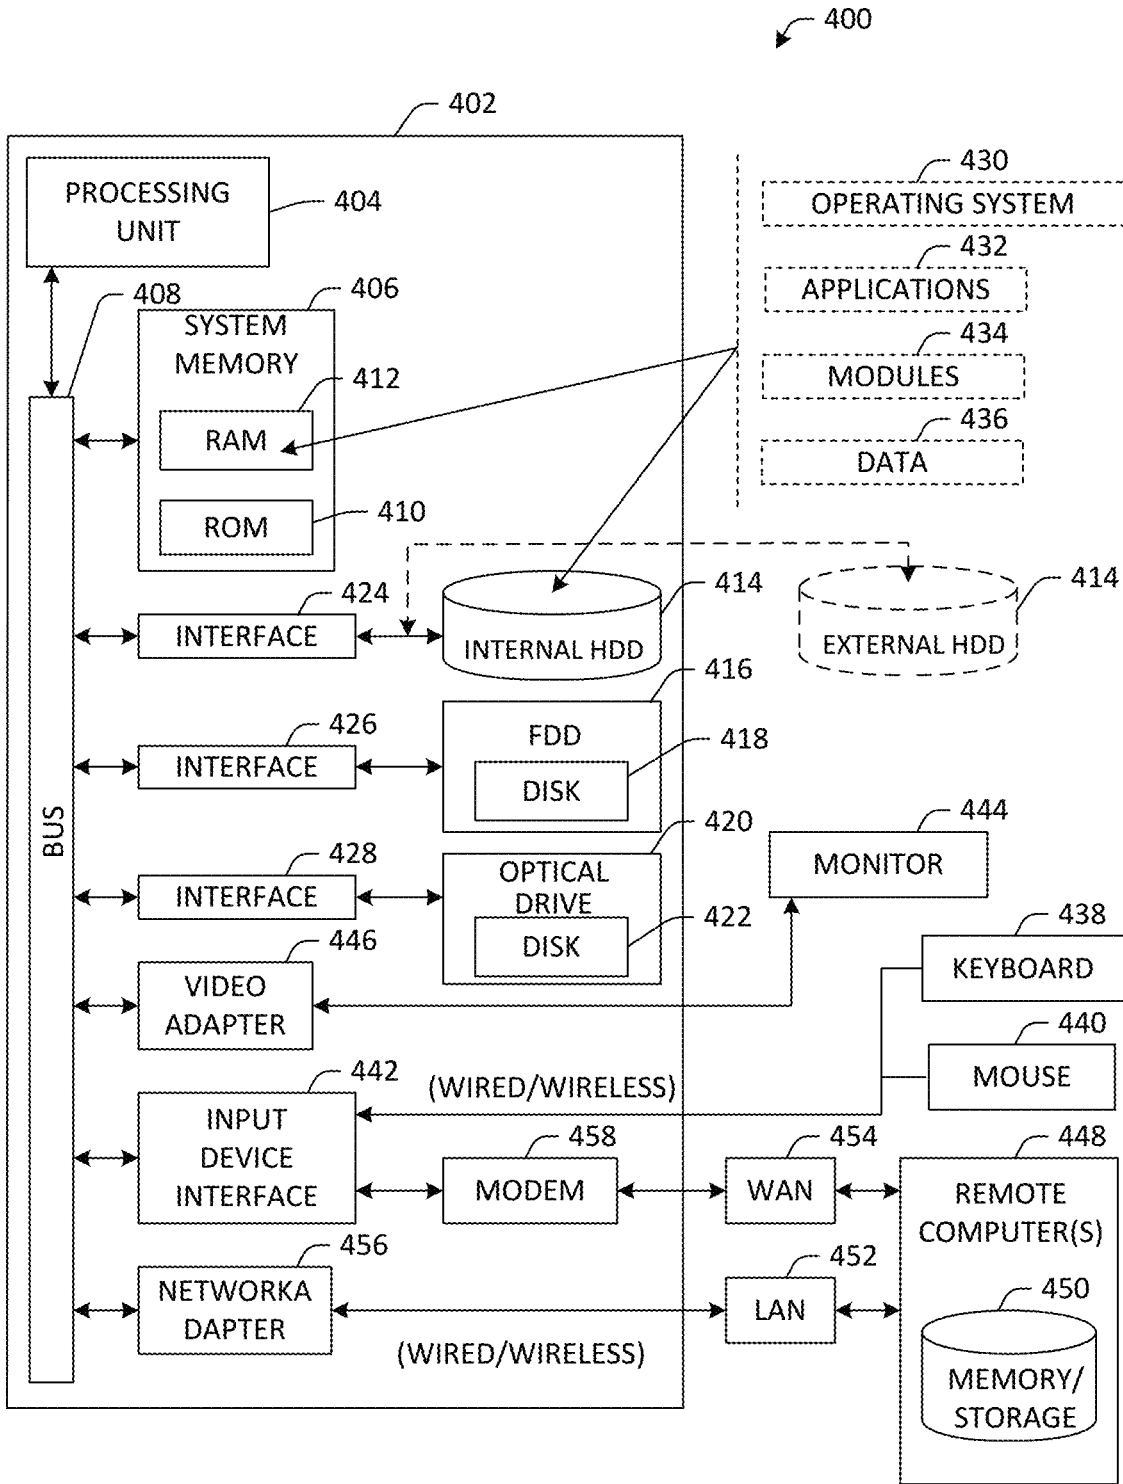 400
402
PROCESSING
UNIT
404
430
OPERATING SYSTEM
432
APPLICATIONS
434
MODULES
436
DATA
408
406
SYSTEM
MEMORY
412
RAM
ROM
410
424
INTERFACE
INTERNAL HDD
414
EXTERNAL HDD
414
416
426
INTERFACE
FDD
418
DISK
BUS
420
428
INTERFACE
OPTICAL
DRIVE
422
DISK
444
MONITOR
446
VIDEO
ADAPTER
438
KEYBOARD
440
MOUSE
442
(WIRED/WIRELESS)
INPUT
DEVICE
INTERFACE
458
MODEM
454
WAN
448
REMOTE
COMPUTER(S)
456
NETWORKA
DAPTER
(WIRED/WIRELESS)
452
LAN
450
MEMORY/
STORAGE